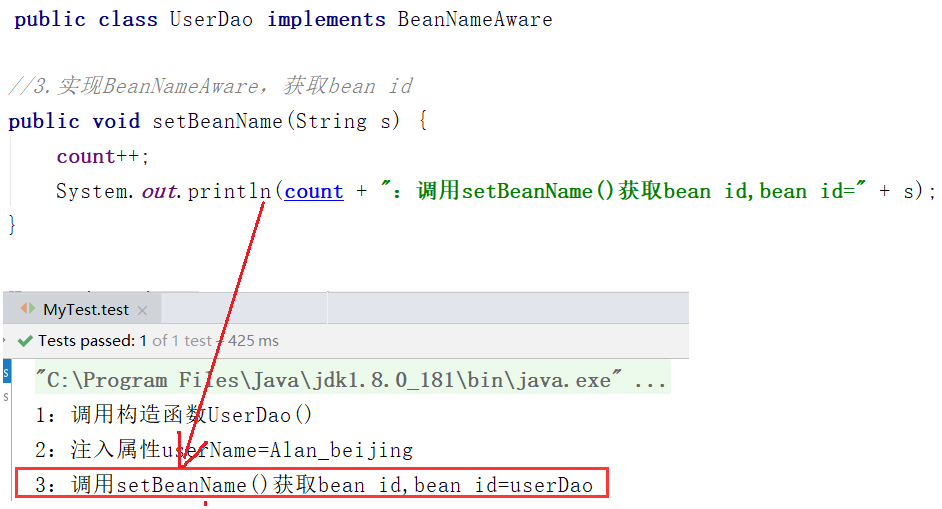 public class UserDao implements BeanNameAware
//3.实现BeanNameAware，获取bean id
public void setBeanName(String s) {
count++;
System.out.println(count + "：调用setBeanName()获取bean id,bean id=" + s);
}
MyTest.test ×
Tests passed: 1 of 1 test – 425 ms
"C:\Program Files\Java\jdk1.8.0_181\bin\java.exe" ...
1：调用构造函数UserDao()
2：注入属性userName=Alan_beijing
3：调用setBeanName()获取bean id,bean id=userDao